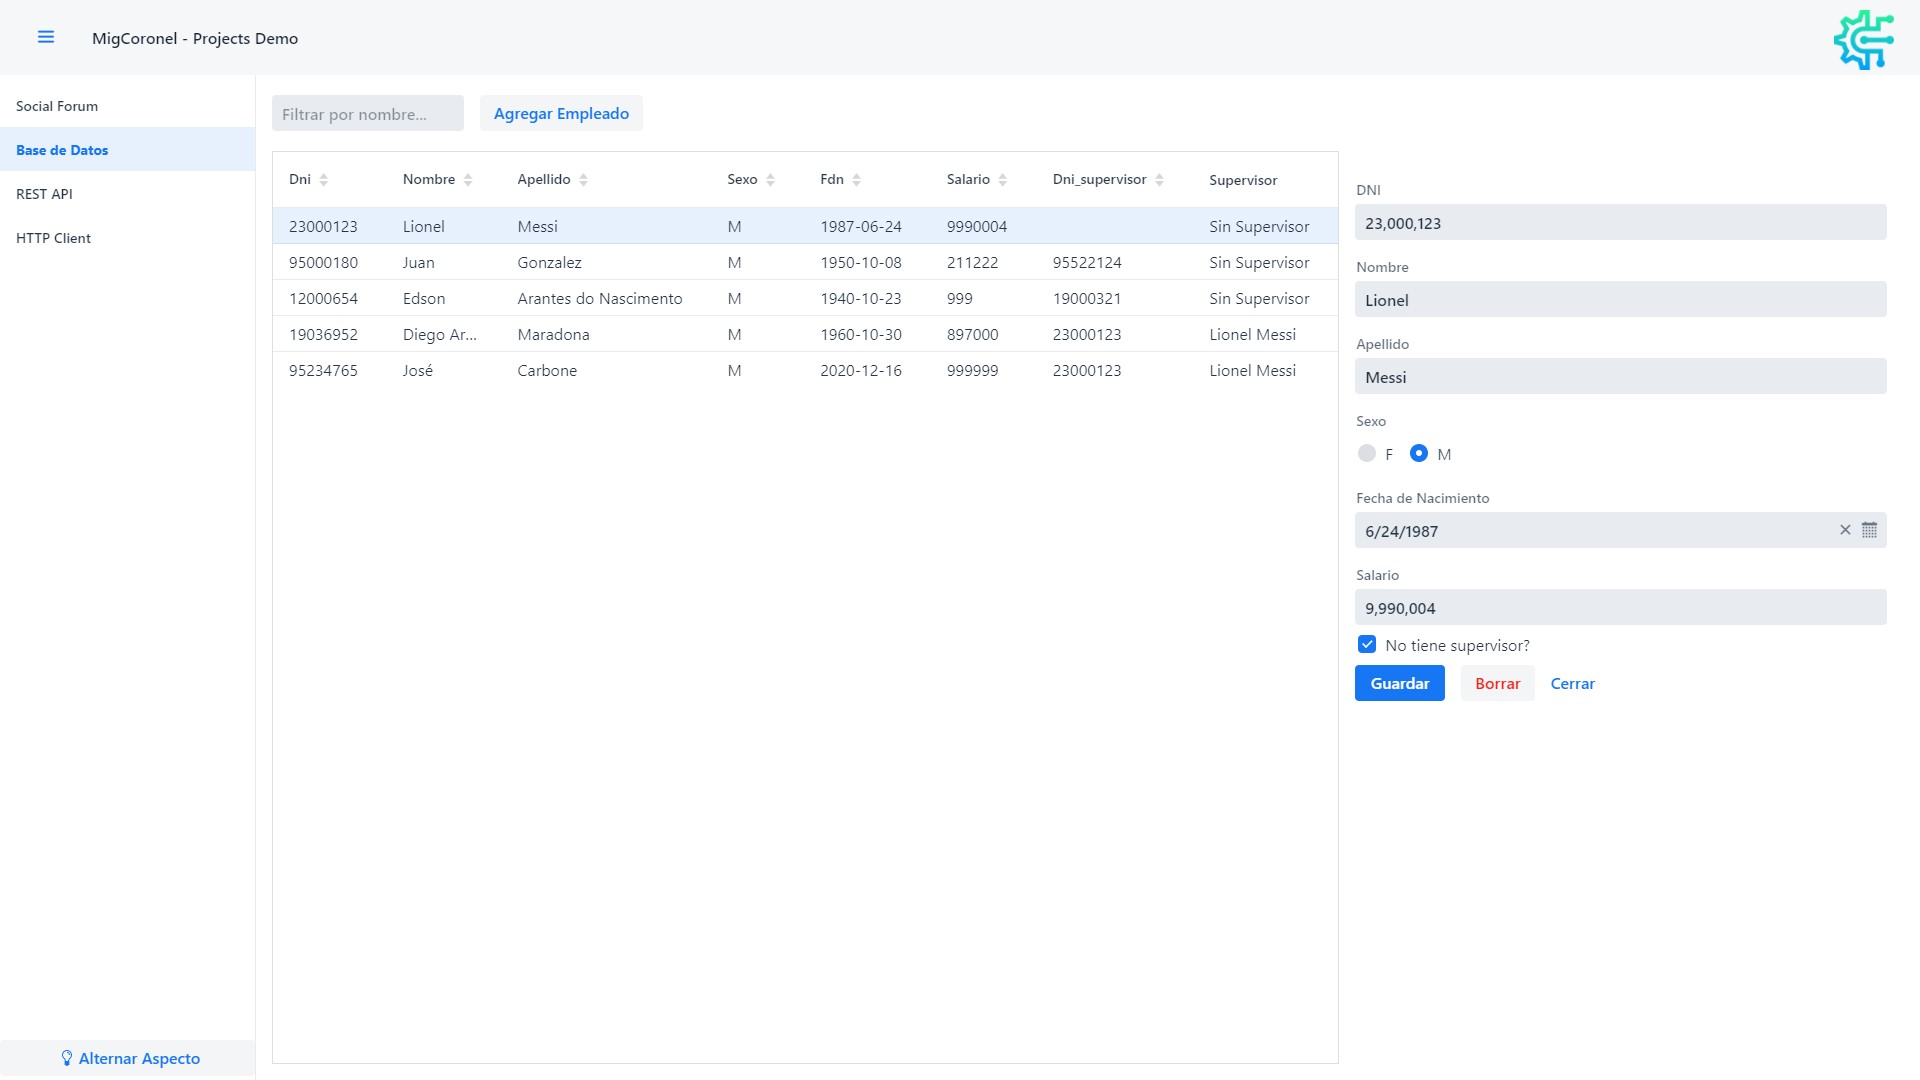 MigCoronel - Projects Demo
Social Forum
Base de Datos
REST API
HTTP Client
Alternar Aspecto
Filtrar por nombre... Agregar Empleado
Dni Nombre Apellido Sexo Fdn Salario Dni_supervisor Supervisor
23000123 Lionel Messi M 1987-06-24 9990004 Sin Supervisor
95000180 Juan Gonzalez M 1950-10-08 211222 95522124 Sin Supervisor
12000654 Edson Arantes do Nascimento M 1940-10-23 999 19000321 Sin Supervisor
19036952 Diego Ar... Maradona M 1960-10-30 897000 23000123 Lionel Messi
95234765 José Carbone M 2020-12-16 999999 23000123 Lionel Messi
DNI
23,000,123
Nombre
Lionel
Apellido
Messi
Sexo
F M
Fecha de Nacimiento
6/24/1987
Salario
9,990,004
No tiene supervisor?
Guardar Borrar Cerrar